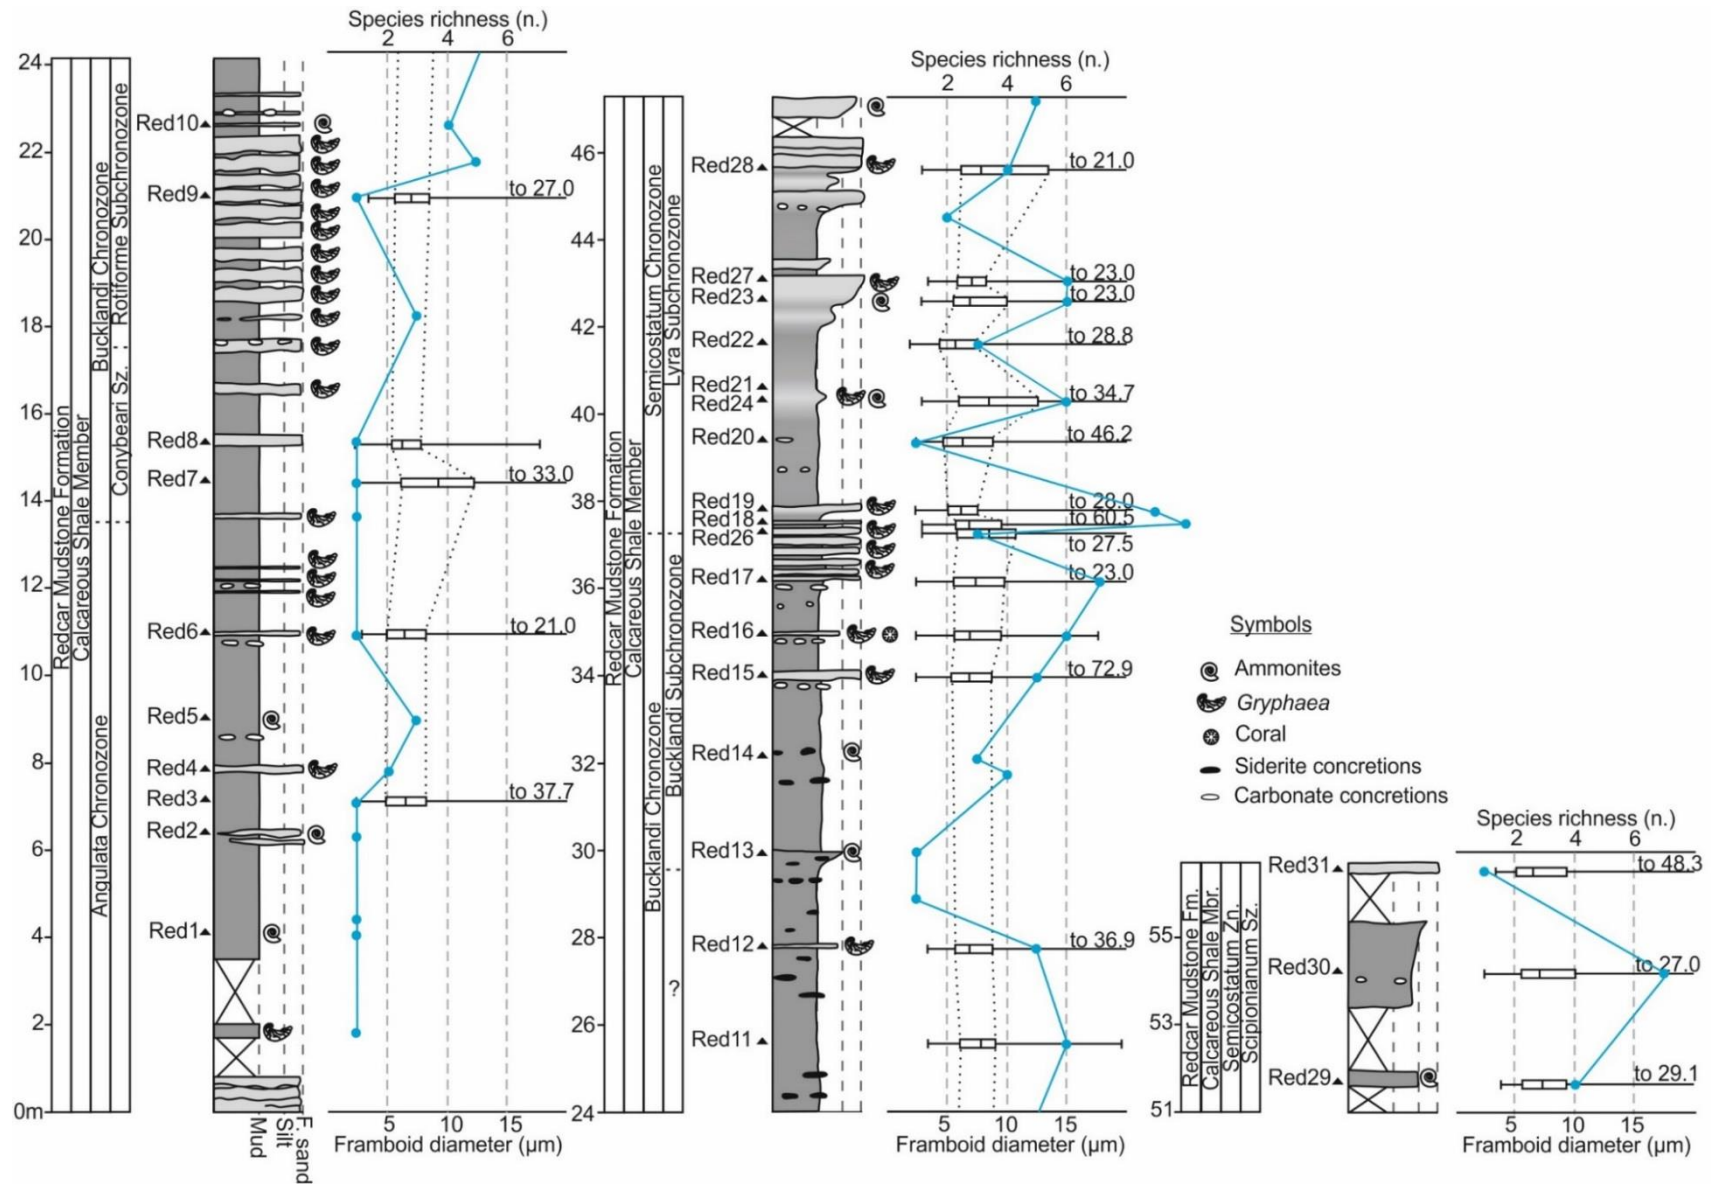 Species richness (n.)
2 4 6
24
22
20
18
16
14
12
10
8
6
4
2
0m
Redcar Mudstone Formation
Calcareous Shale Member
Angulata Chronozone
Bucklandi Chronozone
Conybeari Sz.
Rotiforme Subchronozone
Red10
Red9
Red8
Red7
Red6
Red5
Red4
Red3
Red2
Red1
to 27.0
to 33.0
to 21.0
to 37.7
Mud
Silt
F. sand
5 10 15
Framboid diameter (µm)
Species richness (n.)
2 4 6
46
44
42
40
38
36
34
32
30
28
26
24
Redcar Mudstone Formation
Calcareous Shale Member
Bucklandi Chronozone
Semicostatum Chronozone
?
Bucklandi Subchronozone
Lyra Subchronozone
Red28
Red27
Red23
Red22
Red21
Red24
Red20
Red19
Red18
Red26
Red17
Red16
Red15
Red14
Red13
Red12
Red11
to 21.0
to 23.0
to 23.0
to 28.8
to 34.7
to 46.2
to 28.0
to 60.5
to 27.5
to 23.0
to 72.9
to 36.9
5 10 15
Framboid diameter (µm)
Symbols
Ammonites
Gryphaea
Coral
Siderite concretions
Carbonate concretions
Species richness (n.)
2 4 6
55
53
51
Redcar Mudstone Fm.
Calcareous Shale Mbr.
Semicostatum Zn.
Scipionianum Sz.
Red31
Red30
Red29
to 48.3
to 27.0
to 29.1
5 10 15
Framboid diameter (µm)